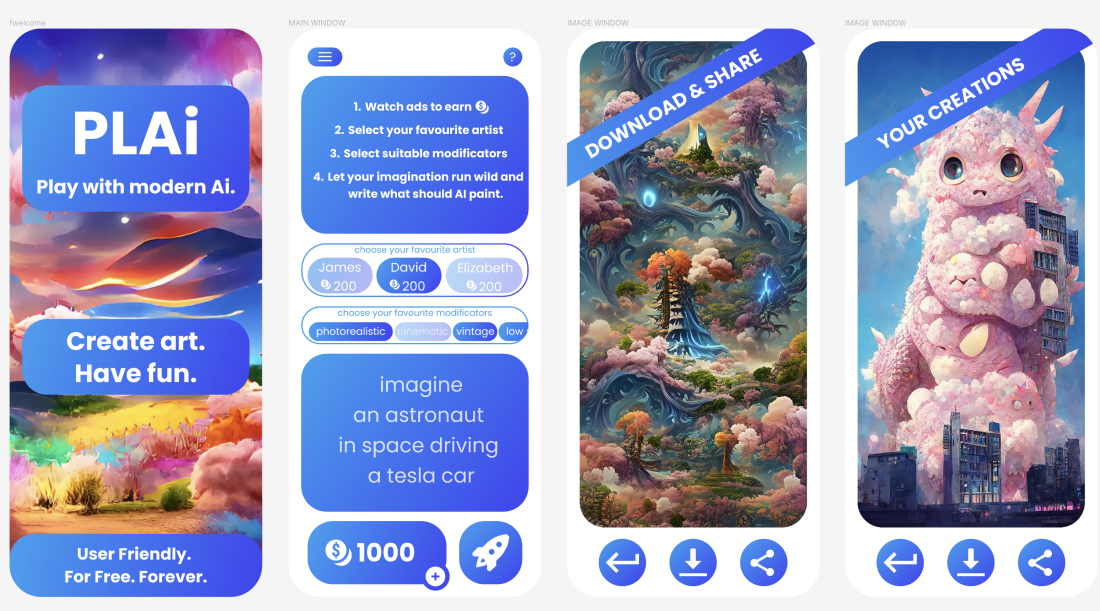 fwelcome
PLAi
Play with modern Ai.
Create art.
Have fun.
User Friendly.
For Free. Forever.
MAIN WINDOW
?
1. Watch ads to earn $
2. Select your favourite artist
3. Select suitable modificators
4. Let your imagination run wild and
write what should AI paint.
choose your favourite artist
James
David
Elizabeth
$ 200
$ 200
$ 200
choose your favourite modificators
photorealistic cinematic vintage low
imagine
an astronaut
in space driving
a tesla car
$ 1000
+
IMAGE WINDOW
DOWNLOAD & SHARE
IMAGE WINDOW
YOUR CREATIONS